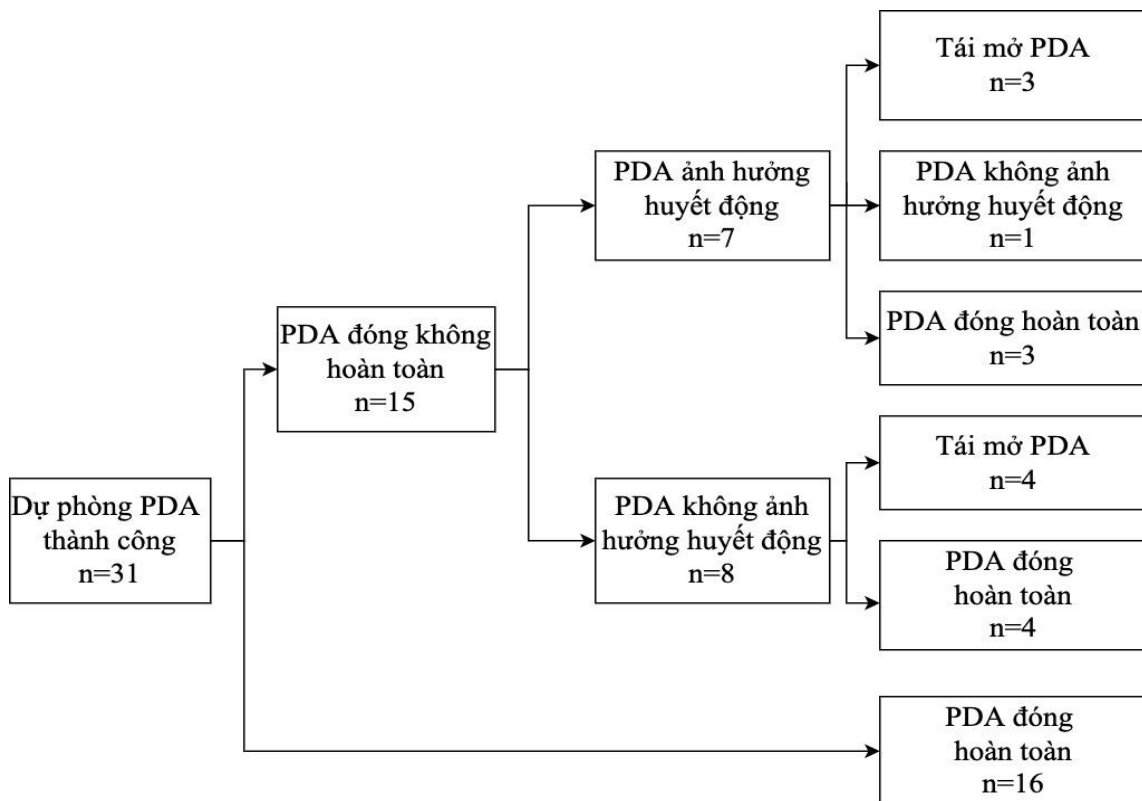 Dự phòng PDA
thành công
n=31
PDA đóng không
hoàn toàn
n=15
PDA ảnh hưởng
huyết động
n=7
PDA không ảnh
hưởng huyết động
n=8
Tái mở PDA
n=3
PDA không ảnh
hưởng huyết động
n=1
PDA đóng hoàn toàn
n=3
Tái mở PDA
n=4
PDA đóng
hoàn toàn
n=4
PDA đóng
hoàn toàn
n=16